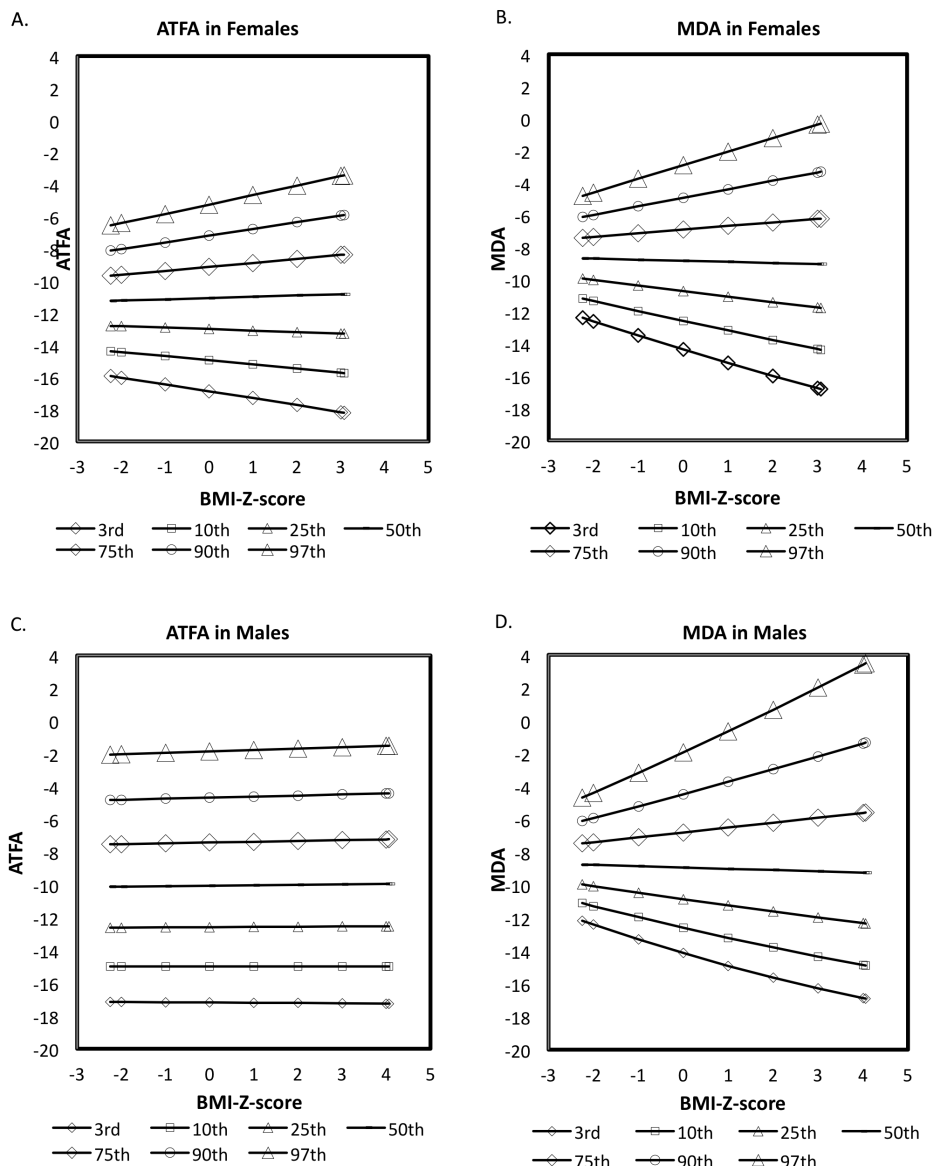 A.
ATFA in Females
4
2
0
-2
-4
-6
-8
-10
-12
-14
-16
-18
-20
ATFA
-3 -2 -1 0 1 2 3 4 5
BMI-Z-score
3rd 10th 25th 50th
75th 90th 97th
B.
MDA in Females
4
2
0
-2
-4
-6
-8
-10
-12
-14
-16
-18
-20
MDA
-3 -2 -1 0 1 2 3 4 5
BMI-Z-score
3rd 10th 25th 50th
75th 90th 97th
C.
ATFA in Males
4
2
0
-2
-4
-6
-8
-10
-12
-14
-16
-18
-20
ATFA
-3 -2 -1 0 1 2 3 4 5
BMI-Z-score
3rd 10th 25th 50th
75th 90th 97th
D.
MDA in Males
4
2
0
-2
-4
-6
-8
-10
-12
-14
-16
-18
-20
MDA
-3 -2 -1 0 1 2 3 4 5
BMI-Z-score
3rd 10th 25th 50th
75th 90th 97th